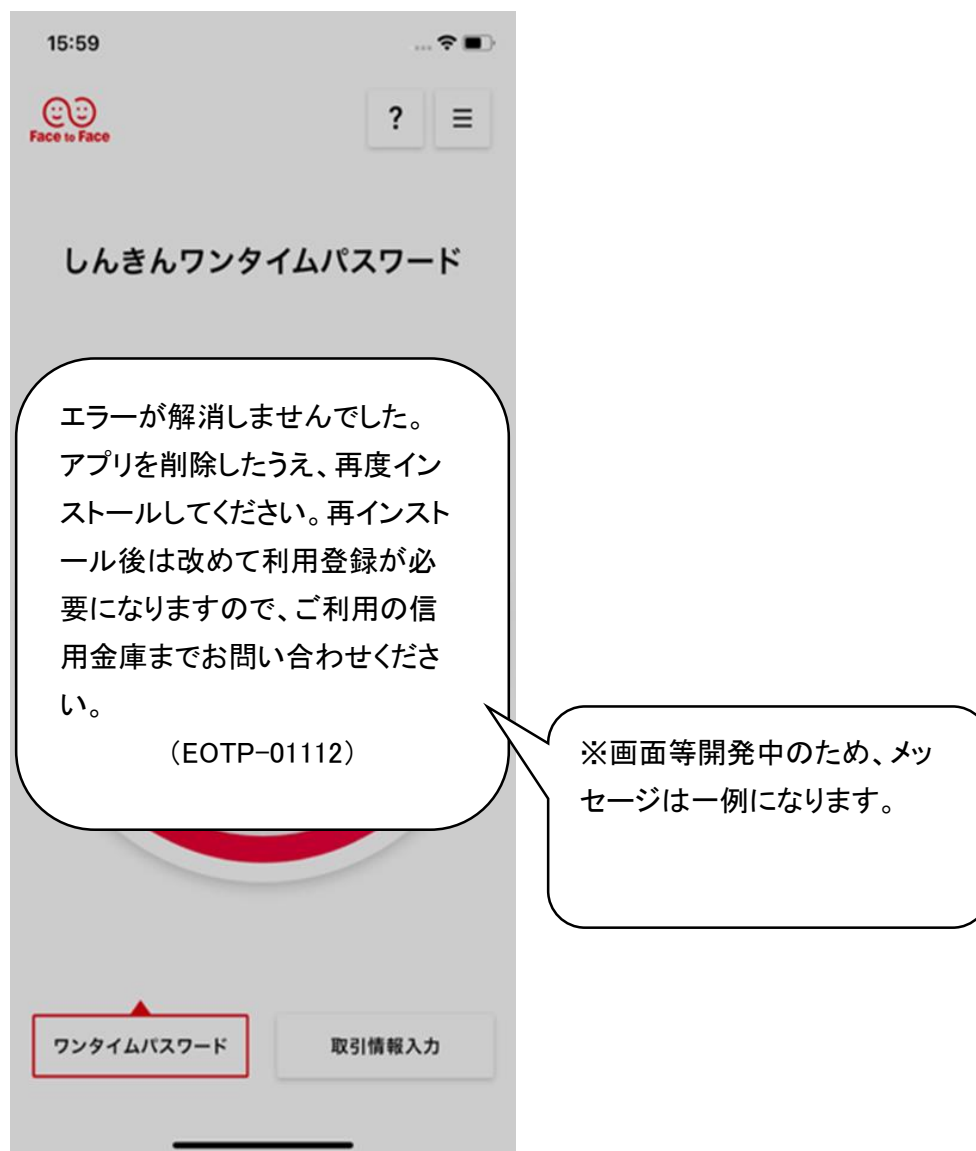 15:59
Face to Face
?
しんきんワンタイムパスワード
エラーが解消しませんでした。
アプリを削除したうえ、再度イン
ストールしてください。再インスト
ール後は改めて利用登録が必
要になりますので、ご利用の信
用金庫までお問い合わせくださ
い。
(EOTP-01112)
※画面等開発中のため、メッ
セージは一例になります。
ワンタイムパスワード
取引情報入力